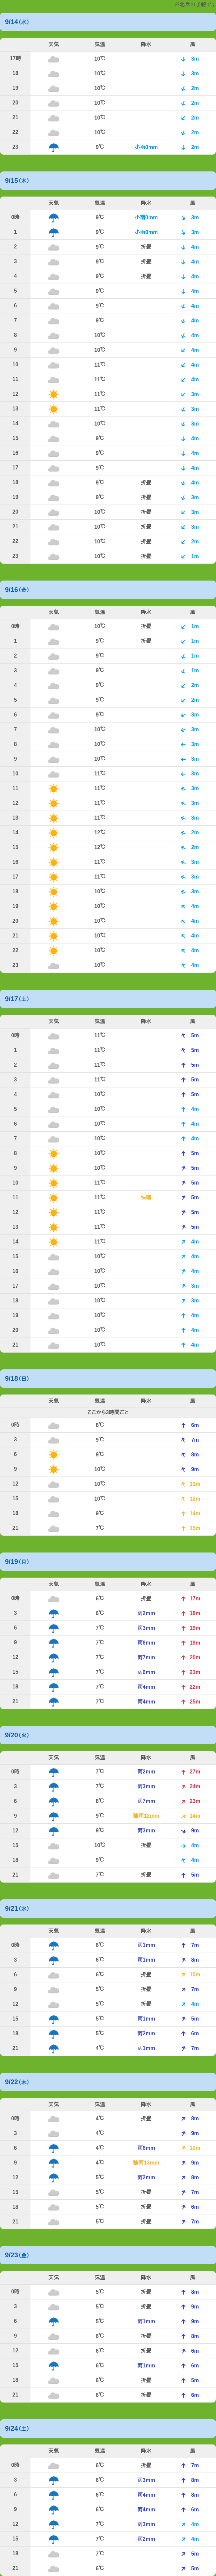 ※北岳の予報です
9/14(水)
天気 気温 降水 風
17時 10℃ 3m
18 10℃ 3m
19 10℃ 2m
20 10℃ 2m
21 10℃ 2m
22 10℃ 2m
23 9℃ 小雨0mm 2m
9/15(木)
天気 気温 降水 風
0時 9℃ 小雨0mm 3m
1 9℃ 小雨0mm 3m
2 9℃ 折畳 4m
3 9℃ 折畳 4m
4 9℃ 折畳 4m
5 9℃ 4m
6 9℃ 4m
7 9℃ 4m
8 10℃ 4m
9 10℃ 4m
10 11℃ 4m
11 11℃ 4m
12 11℃ 3m
13 11℃ 3m
14 10℃ 3m
15 9℃ 4m
16 9℃ 4m
17 9℃ 4m
18 9℃ 折畳 4m
19 9℃ 折畳 3m
20 10℃ 折畳 3m
21 10℃ 折畳 3m
22 10℃ 折畳 2m
23 10℃ 折畳 1m
9/16(金)
天気 気温 降水 風
0時 10℃ 折畳 1m
1 9℃ 折畳 1m
2 9℃ 1m
3 9℃ 1m
4 9℃ 2m
5 9℃ 2m
6 9℃ 3m
7 10℃ 3m
8 10℃ 3m
9 10℃ 3m
10 11℃ 3m
11 11℃ 3m
12 11℃ 3m
13 11℃ 3m
14 12℃ 2m
15 12℃ 2m
16 11℃ 3m
17 11℃ 3m
18 10℃ 3m
19 10℃ 4m
20 10℃ 4m
21 10℃ 4m
22 10℃ 4m
23 10℃ 4m
9/17(土)
天気 気温 降水 風
0時 11℃ 5m
1 11℃ 5m
2 11℃ 5m
3 11℃ 5m
4 10℃ 5m
5 10℃ 4m
6 10℃ 4m
7 10℃ 4m
8 10℃ 5m
9 10℃ 5m
10 10℃ 5m
11 11℃ 5m
12 11℃ 5m
13 11℃ 5m
14 11℃ 4m
15 10℃ 4m
16 10℃ 4m
17 10℃ 3m
18 10℃ 3m
19 10℃ 4m
20 10℃ 4m
21 10℃ 4m
9/18(日)
天気 気温 降水 風
ここから3時間ごと
0時 8℃ 6m
3 9℃ 7m
6 9℃ 8m
9 10℃ 9m
12 10℃ 11m
15 10℃ 12m
18 9℃ 14m
21 7℃ 15m
9/19(月)
天気 気温 降水 風
0時 6℃ 折畳 17m
3 6℃ 雨2mm 18m
6 7℃ 雨3mm 19m
9 7℃ 雨6mm 19m
12 7℃ 雨7mm 20m
15 7℃ 雨6mm 21m
18 7℃ 雨4mm 22m
21 7℃ 雨4mm 25m
9/20(火)
天気 気温 降水 風
0時 7℃ 雨2mm 27m
3 7℃ 雨3mm 24m
6 8℃ 雨7mm 23m
9 9℃ 強雨12mm 14m
12 9℃ 雨3mm 9m
15 10℃ 折畳 4m
18 9℃ 4m
21 7℃ 折畳 5m
9/21(水)
天気 気温 降水 風
0時 6℃ 雨1mm 7m
3 6℃ 雨1mm 8m
6 6℃ 折畳 10m
9 5℃ 折畳 7m
12 5℃ 折畳 4m
15 5℃ 雨1mm 5m
18 5℃ 雨2mm 6m
21 4℃ 雨1mm 7m
9/22(木)
天気 気温 降水 風
0時 4℃ 折畳 8m
3 4℃ 9m
6 4℃ 雨6mm 10m
9 4℃ 強雨13mm 9m
12 5℃ 雨2mm 8m
15 5℃ 折畳 7m
18 5℃ 折畳 6m
21 5℃ 折畳 7m
9/23(金)
天気 気温 降水 風
0時 5℃ 折畳 8m
3 5℃ 折畳 9m
6 5℃ 雨1mm 9m
9 6℃ 折畳 8m
12 6℃ 折畳 6m
15 6℃ 雨1mm 6m
18 6℃ 折畳 5m
21 6℃ 折畳 6m
9/24(土)
天気 気温 降水 風
0時 6℃ 折畳 7m
3 6℃ 雨3mm 8m
6 6℃ 雨4mm 8m
9 6℃ 雨4mm 6m
12 7℃ 雨3mm 4m
15 7℃ 雨2mm 4m
18 7℃ 5m
21 6℃ 5m